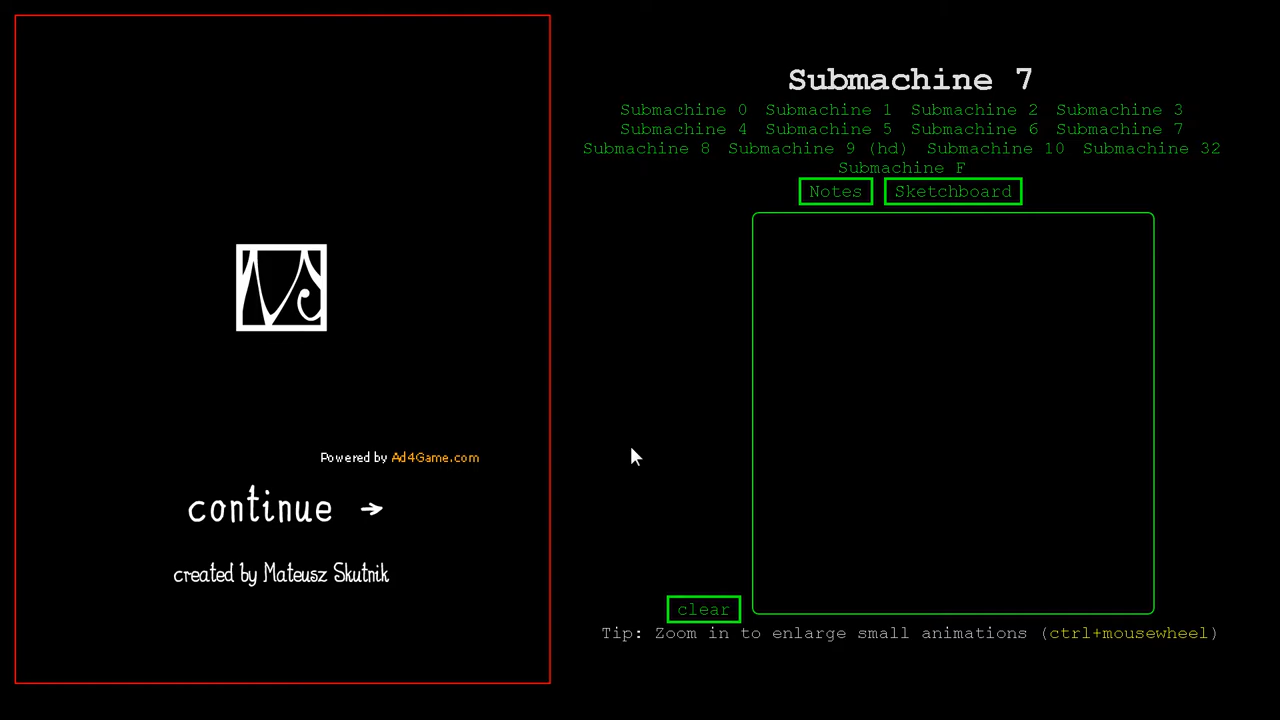 Submachine 7
Submachine 0 Submachine 1 Submachine 2 Submachine 3
Submachine 4 Submachine 5 Submachine 6 Submachine 7
Submachine 8 Submachine 9 (hd) Submachine 10 Submachine 32
Submachine F
Notes Sketchboard
Powered by Ad4Game.com
continue →
created by Mateusz Skutnik
clear
Tip: Zoom in to enlarge small animations (ctrl+mousewheel)